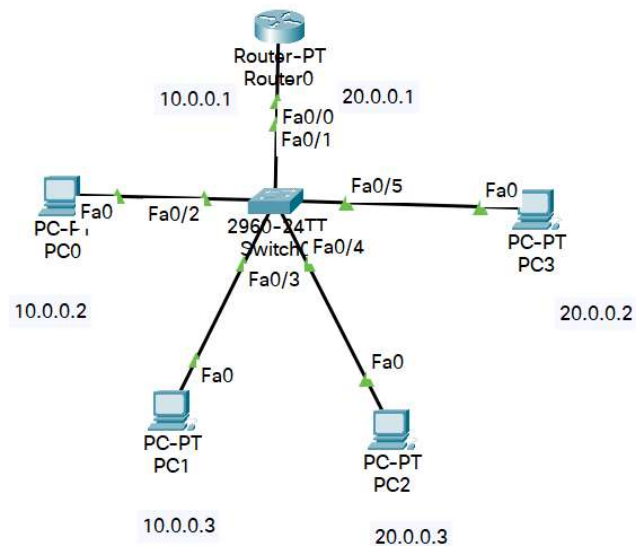 Router-PT
Router0
10.0.0.1
20.0.0.1
Fa0/0
Fa0/1
Fa0
Fa0/2
Fa0/5
Fa0
PC0
2960-24TT
Fa0/4
Fa0/3
PC-PT
PC3
10.0.0.2
20.0.0.2
Fa0
Fa0
PC-PT
PC1
PC-PT
PC2
10.0.0.3
20.0.0.3